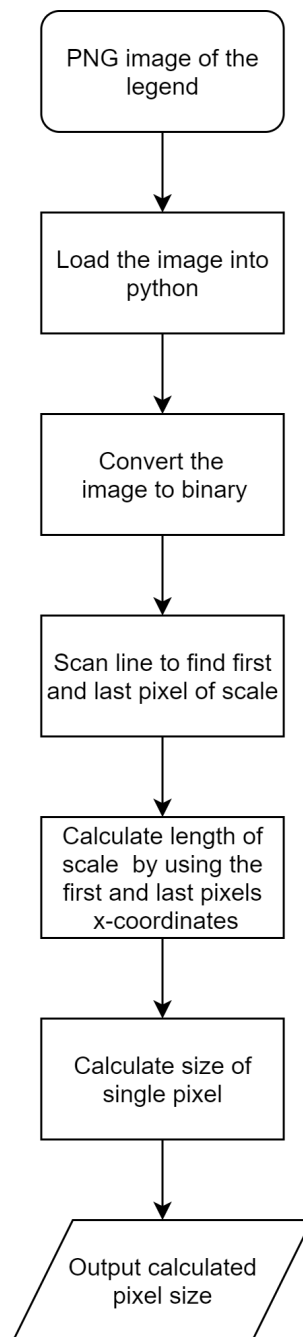 PNG image of the
legend
Load the image into
python
Convert the
image to binary
Scan line to find first
and last pixel of scale
Calculate length of
scale by using the
first and last pixels
x-coordinates
Calculate size of
single pixel
Output calculated
pixel size